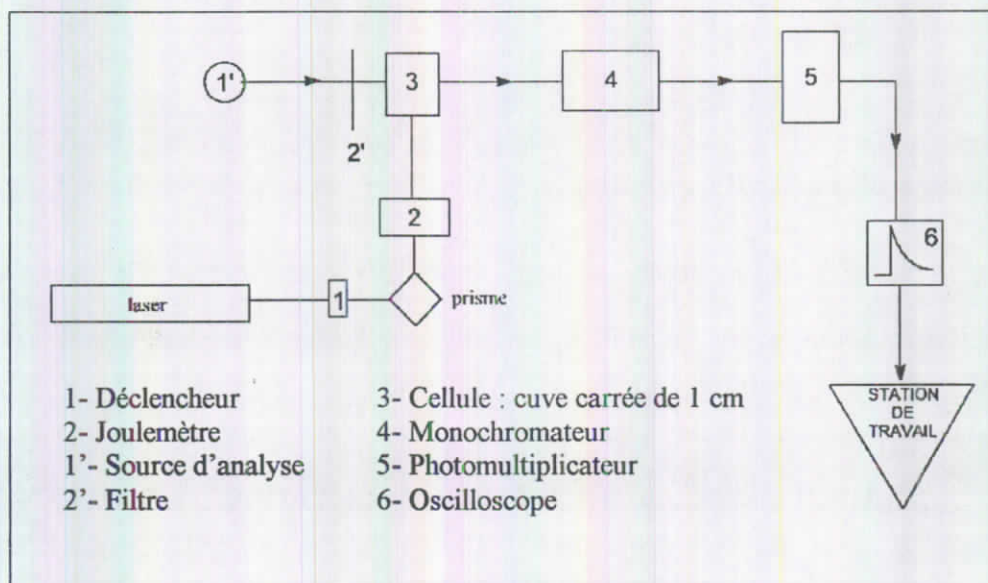 1'
3
4
5
2'
2
6
laser
1
prisme
1- Déclencheur
2- Joulemètre
1'- Source d'analyse
2'- Filtre
3- Cellule : cuve carrée de 1 cm
4- Monochromateur
5- Photomultiplicateur
6- Oscilloscope
STATION
DE
TRAVAIL